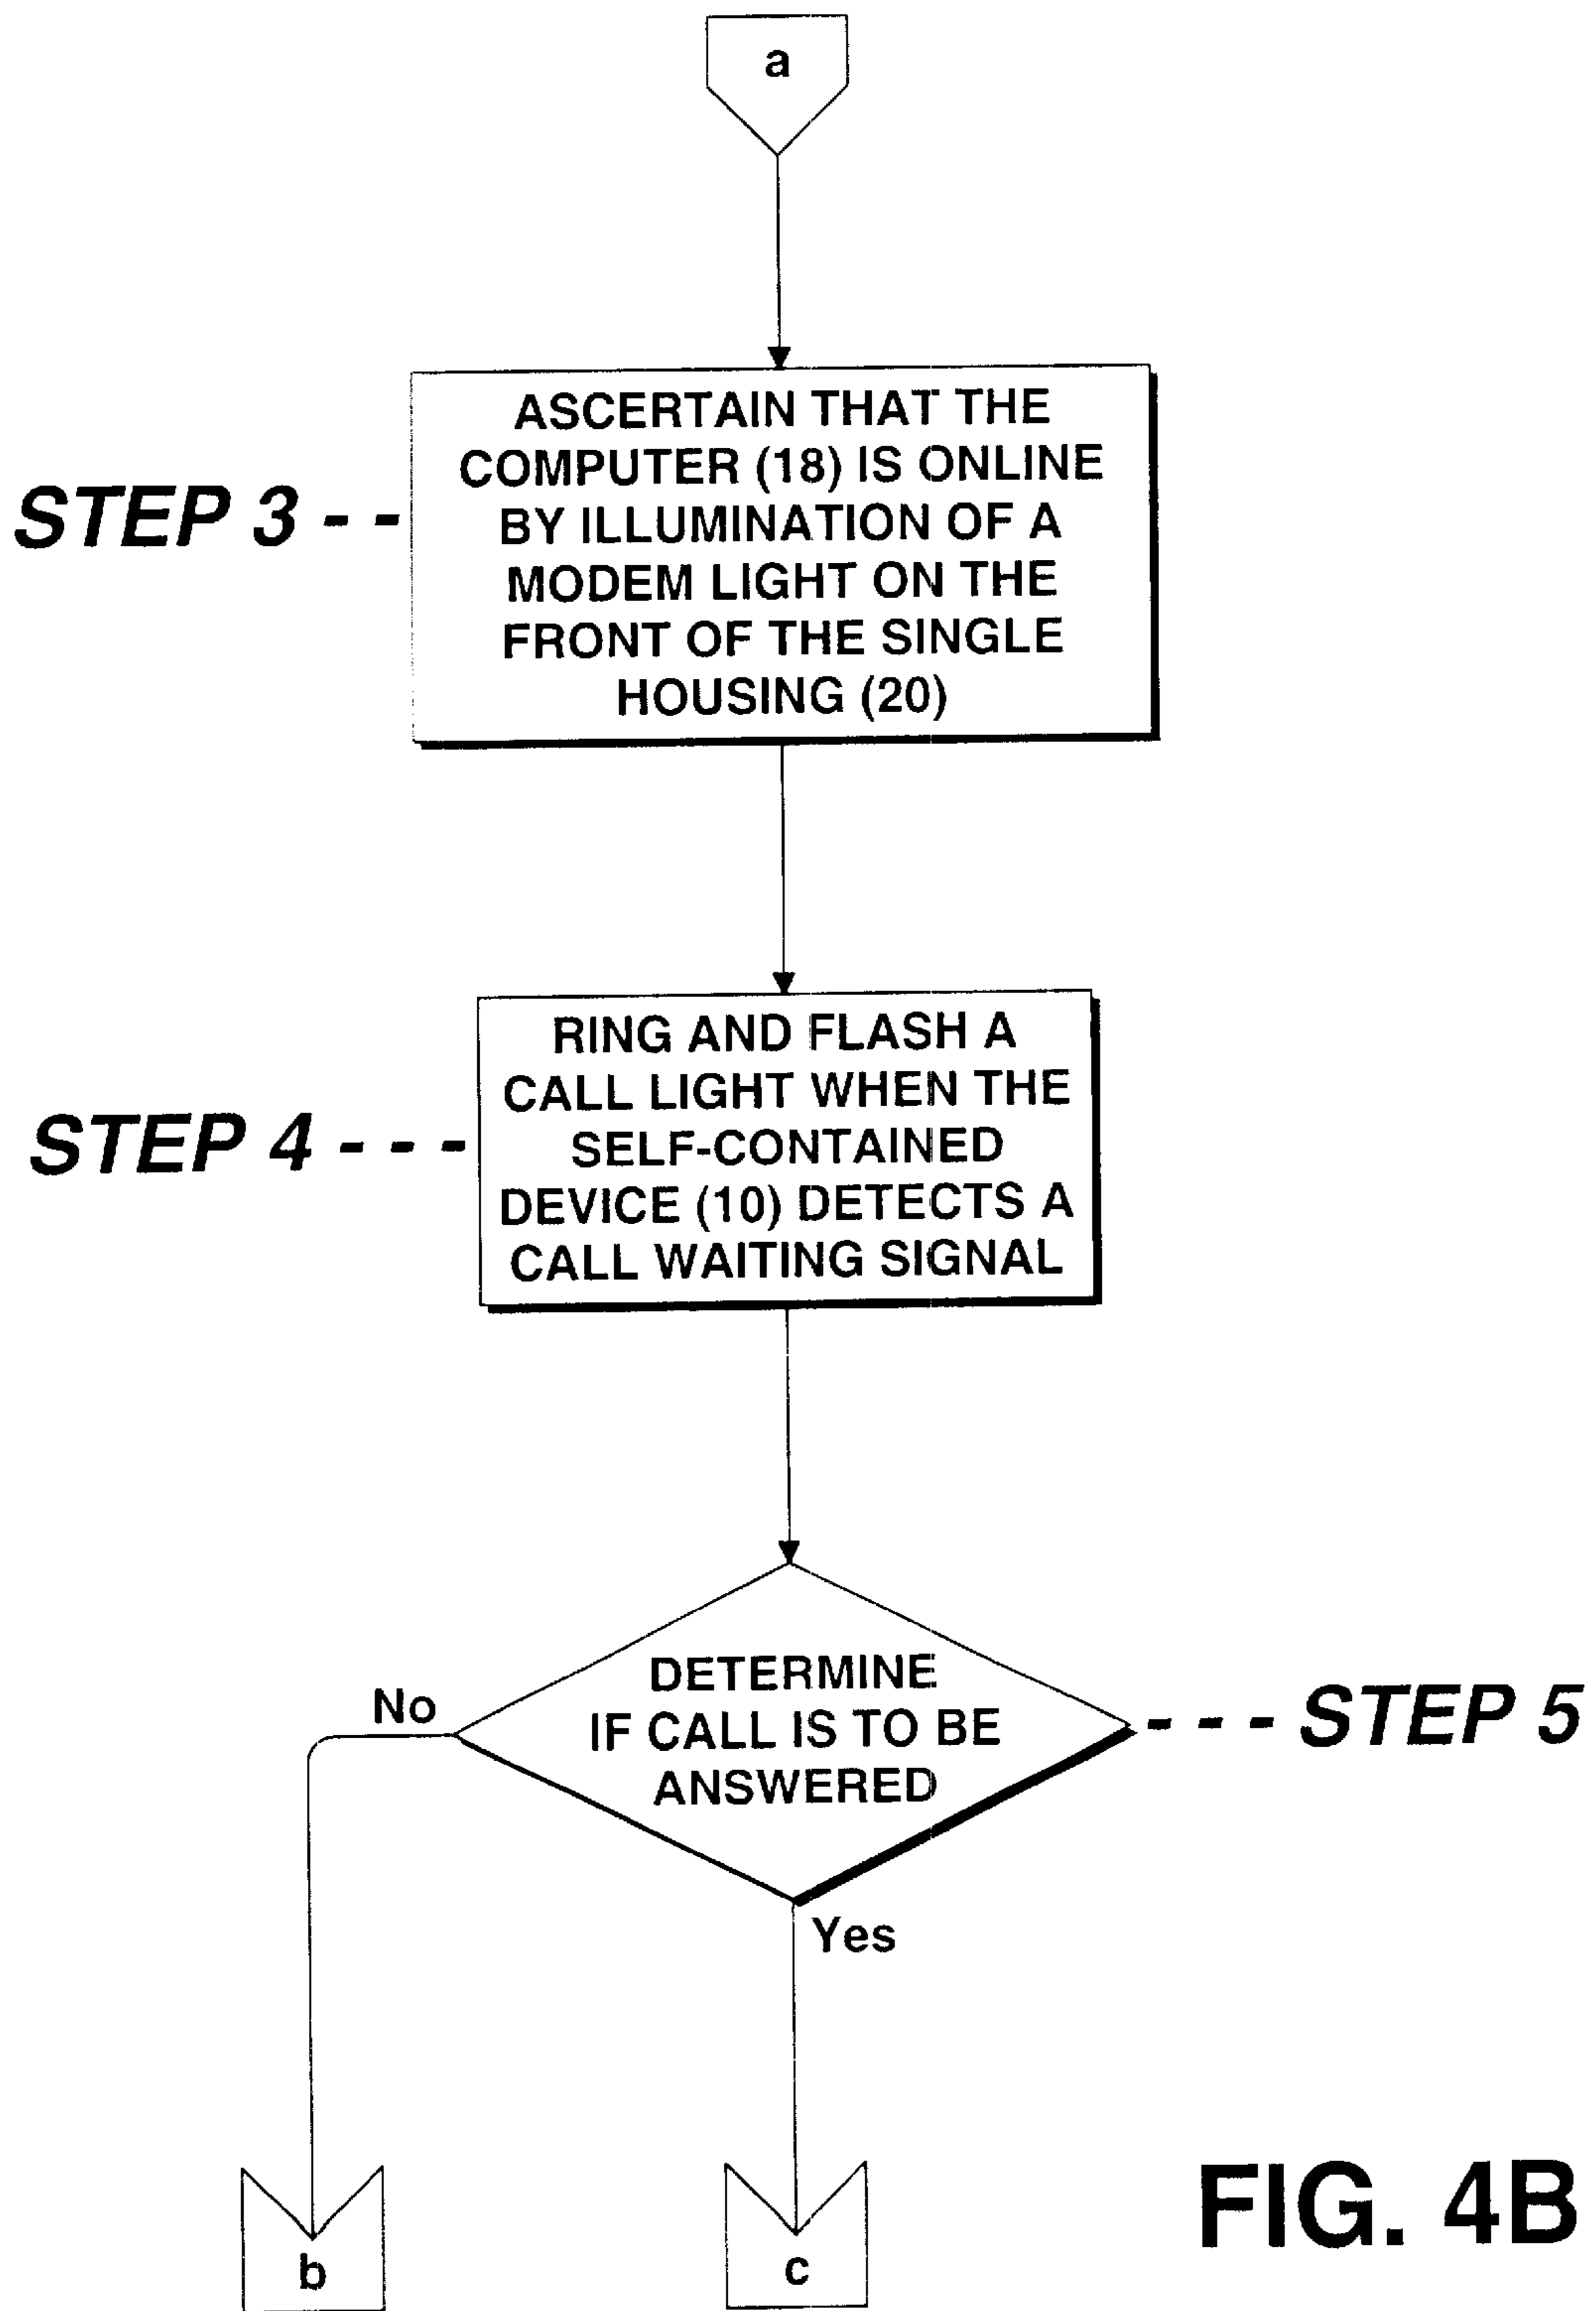 a
ASCERTAIN THAT THE
COMPUTER (18) IS ONLINE
BY ILLUMINATION OF A
MODEM LIGHT ON THE
FRONT OF THE SINGLE
HOUSING (20)
STEP 3 - -
RING AND FLASH A
CALL LIGHT WHEN THE
SELF-CONTAINED
DEVICE (10) DETECTS A
CALL WAITING SIGNAL
STEP 4 - - -
DETERMINE
IF CALL IS TO BE
ANSWERED
- - - STEP 5
No
Yes
b
c
FIG. 4B